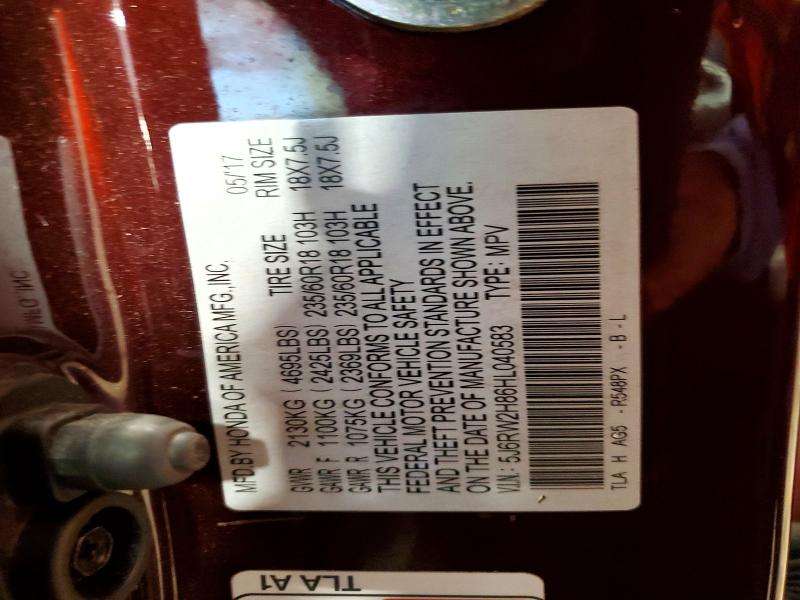 MFD.BY HONDA OF AMERICA MFG.,INC. 05/17
GVWR 2130KG ( 4695LBS) TIRE SIZE RIM SIZE
GAWR F 1100KG ( 2425LBS) 235/60R18 103H 18X7.5J
GAWR R 1075KG ( 2369LBS) 235/60R18 103H 18X7.5J
THIS VEHICLE CONFORMS TO ALL APPLICABLE
FEDERAL MOTOR VEHICLE SAFETY
AND THEFT PREVENTION STANDARDS IN EFFECT
ON THE DATE OF MANUFACTURE SHOWN ABOVE.
V.I.N.: 5J6RW2H86HL040683 TYPE: MPV
TLA H AG5 - R548PX - B - L
TLA A1